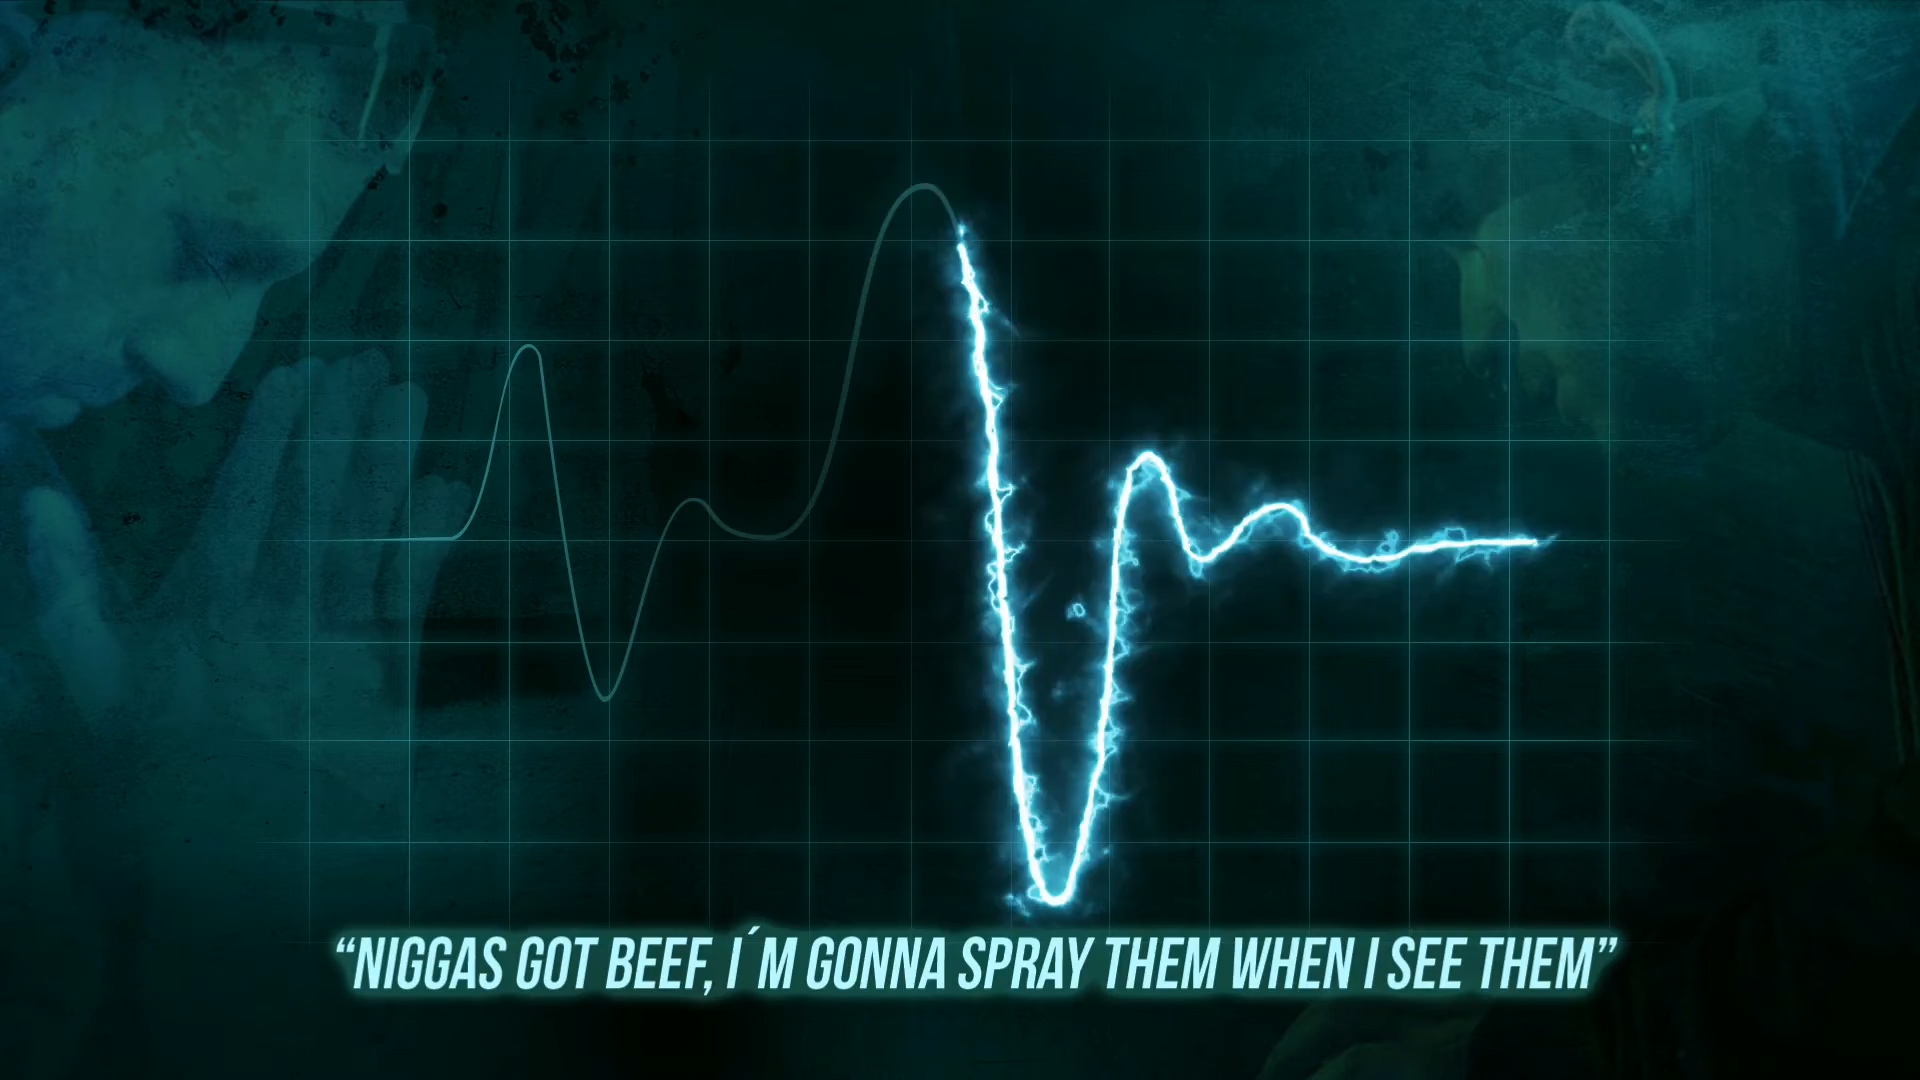 “NIGGAS GOT BEEF, I´M GONNA SPRAY THEM WHEN I SEE THEM”